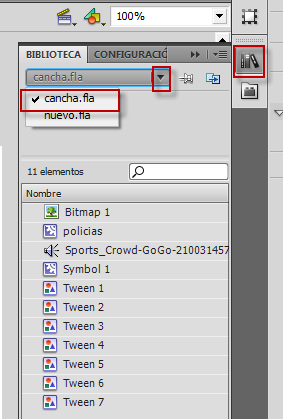 100%
BIBLIOTECA CONFIGURACIÓ
cancha.fla
cancha.fla
nuevo.fla
11 elementos
Nombre
Bitmap 1
policias
Sports_Crowd-GoGo-210031457
Symbol 1
Tween 1
Tween 2
Tween 3
Tween 4
Tween 5
Tween 6
Tween 7